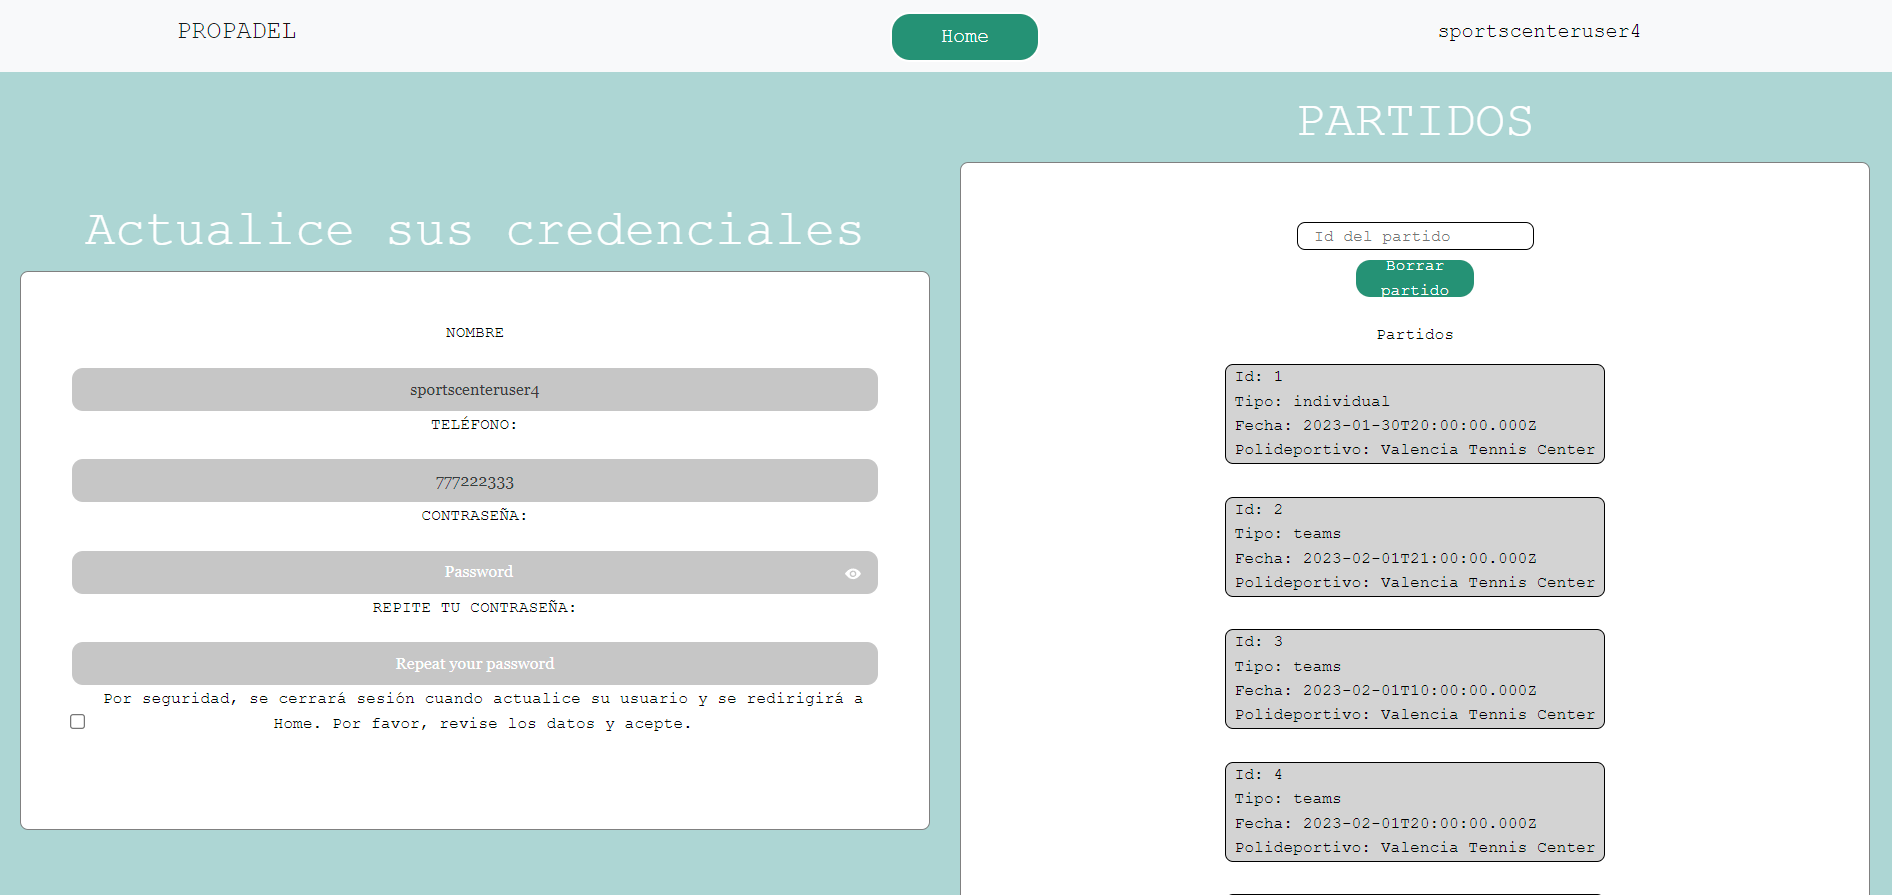 PROPADEL
Home
sportscenteruser4
Actualice sus credenciales
NOMBRE
sportscenteruser4
TELÉFONO:
777222333
CONTRASEÑA:
Password
REPITE TU CONTRASEÑA:
Repeat your password
Por seguridad, se cerrará sesión cuando actualice su usuario y se redirigirá a
Home. Por favor, revise los datos y acepte.
PARTIDOS
Id del partido
Borrar
partido
Partidos
Id: 1
Tipo: individual
Fecha: 2023-01-30T20:00:00.000Z
Polideportivo: Valencia Tennis Center
Id: 2
Tipo: teams
Fecha: 2023-02-01T21:00:00.000Z
Polideportivo: Valencia Tennis Center
Id: 3
Tipo: teams
Fecha: 2023-02-01T10:00:00.000Z
Polideportivo: Valencia Tennis Center
Id: 4
Tipo: teams
Fecha: 2023-02-01T20:00:00.000Z
Polideportivo: Valencia Tennis Center